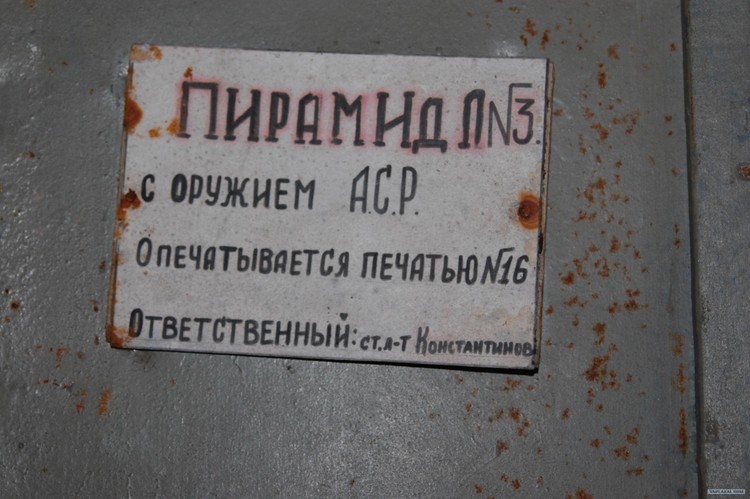 ПИРАМИДА №3.
С ОРУЖИЕМ А.С.Р.
ОПЕЧАТЫВАЕТСЯ ПЕЧАТЬЮ №16
ОТВЕТСТВЕННЫЙ: СТ. Л-Т КОНСТАНТИНОВ